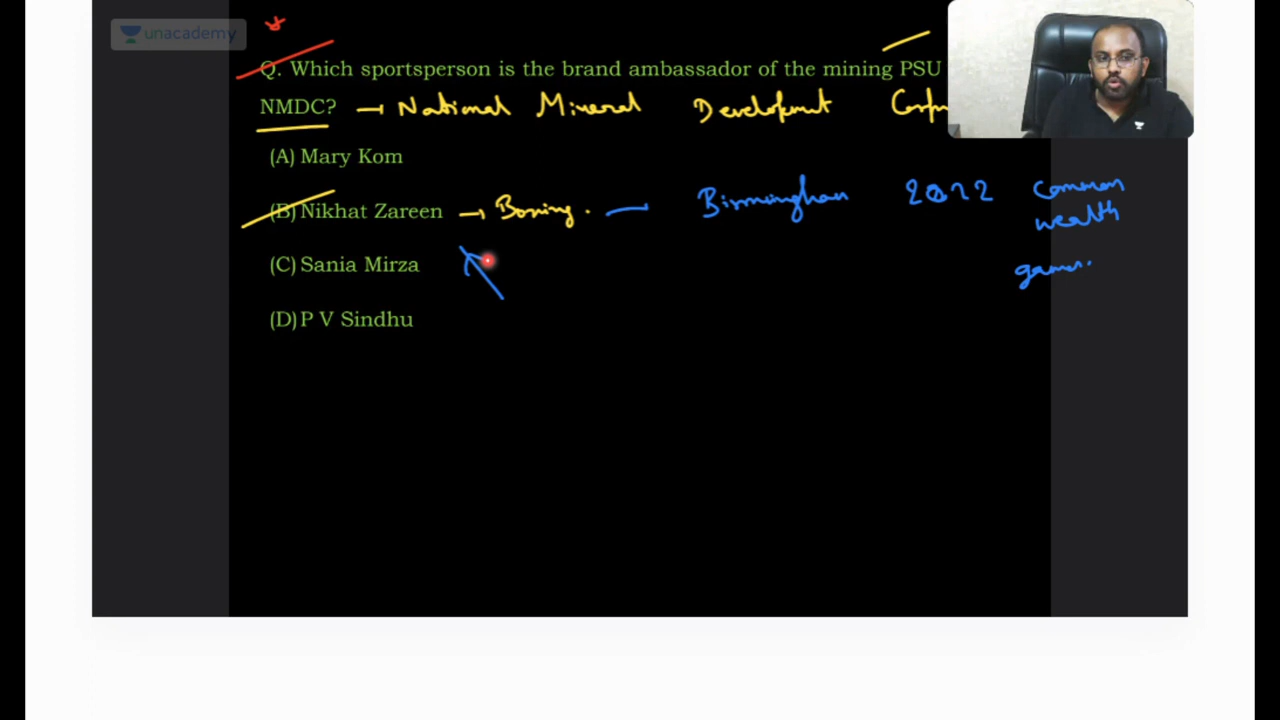 unacademy
Q. Which sportsperson is the brand ambassador of the mining PSU
NMDC? → National Mineral Development
(A) Mary Kom
(B) Nikhat Zareen → Boxing. — Birmingham 2022 Common
wealth
(C) Sania Mirza games.
(D) P V Sindhu